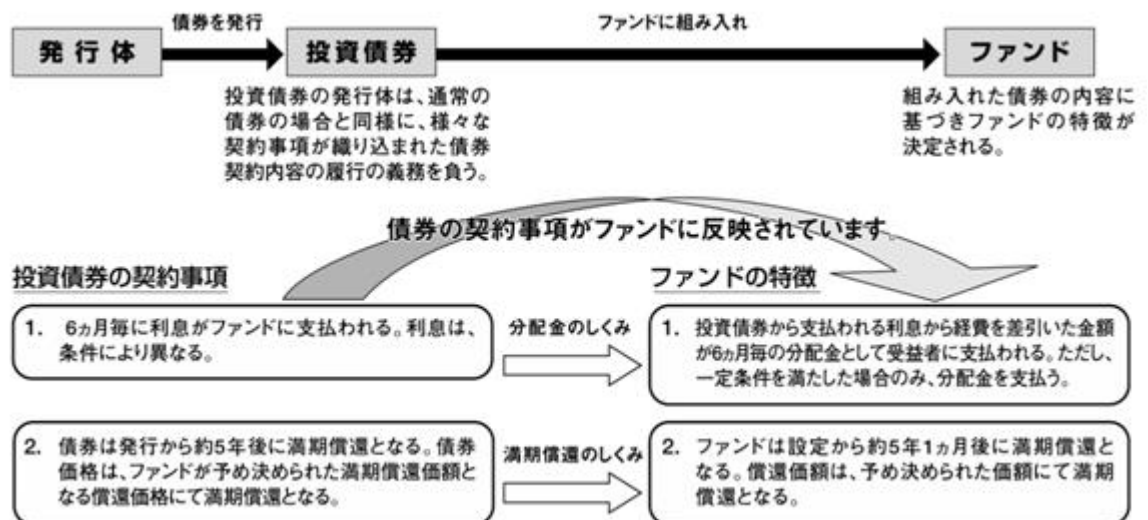 債券を発行
ファンドに組み入れ
発行体
投資債券
ファンド
投資債券の発行体は、通常の
債券の場合と同様に、様々な
契約事項が織り込まれた債券
契約内容の履行の義務を負う。
組み入れた債券の内容に
基づきファンドの特徴が
決定される。
債券の契約事項がファンドに反映されています。
投資債券の契約事項
ファンドの特徴
1. 6ヵ月毎に利息がファンドに支払われる。利息は、
条件により異なる。
分配金のしくみ
1. 投資債券から支払われる利息から経費を差引いた金額
が6ヵ月毎の分配金として受益者に支払われる。ただし、
一定条件を満たした場合のみ、分配金を支払う。
2. 債券は発行から約5年後に満期償還となる。債券
価格は、ファンドが予め決められた満期償還価額と
なる償還価格にて満期償還となる。
満期償還のしくみ
2. ファンドは設定から約5年1ヵ月後に満期償還と
なる。償還価額は、予め決められた価額にて満期
償還となる。